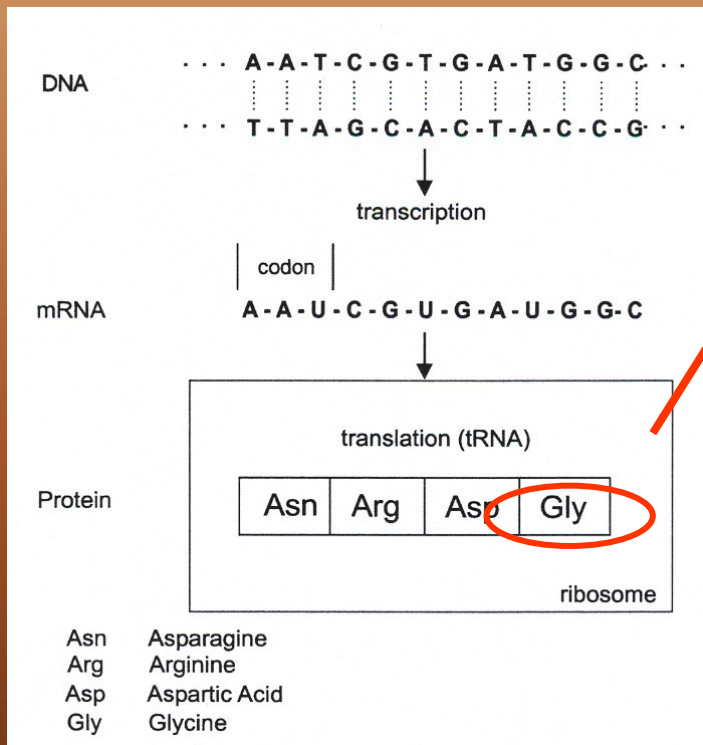 · · · A-A-T-C-G-T-G-A-T-G-G-C · · ·
DNA
· · · T-T-A-G-C-A-C-T-A-C-C-G · · ·
transcription
codon
mRNA A-A-U-C-G-U-G-A-U-G-G-C
translation (tRNA)
Protein Asn Arg Asp Gly
ribosome
Asn Asparagine
Arg Arginine
Asp Aspartic Acid
Gly Glycine